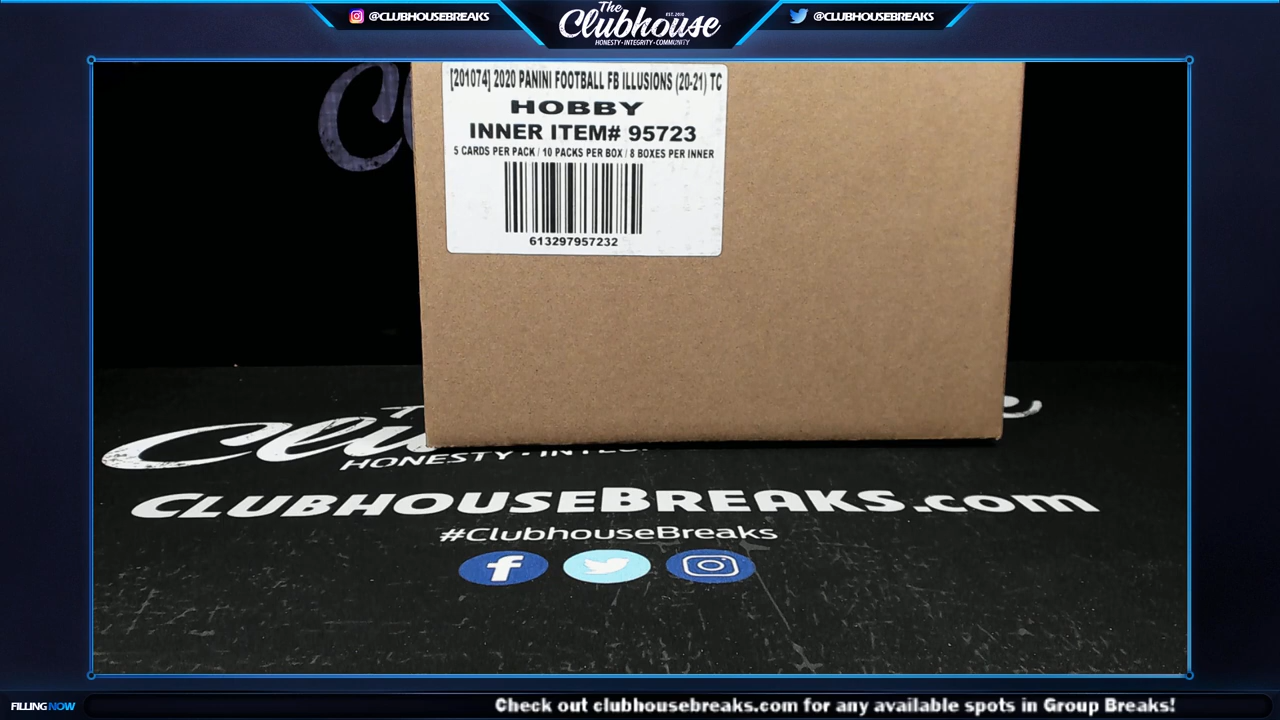 @CLUBHOUSEBREAKS
The
EST. 2010
Clubhouse
HONESTY • INTEGRITY • COMMUNITY
@CLUBHOUSEBREAKS
[201074] 2020 PANINI FOOTBALL FB ILLUSIONS (20-21) TC
HOBBY
INNER ITEM# 95723
5 CARDS PER PACK / 10 PACKS PER BOX / 8 BOXES PER INNER
613297957232
HONESTY
CLUBHOUSEBREAKS.com
#ClubhouseBreaks
FILLING NOW
Check out clubhousebreaks.com for any available spots in Group Breaks!